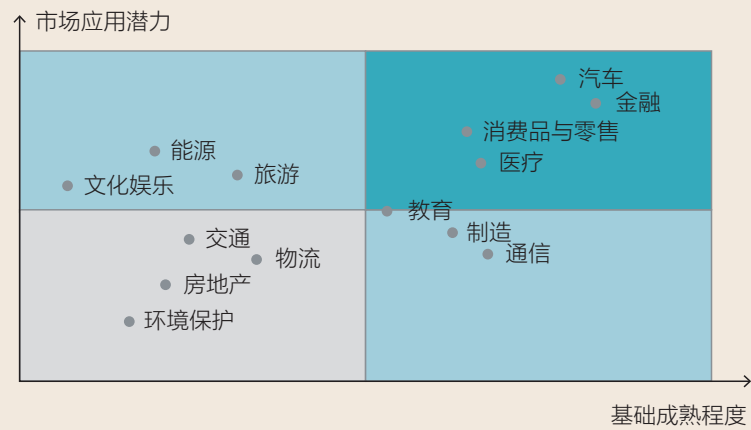 市场应用潜力
汽车
金融
消费品与零售
医疗
能源
旅游
文化娱乐
教育
制造
通信
交通
物流
房地产
环境保护
基础成熟程度